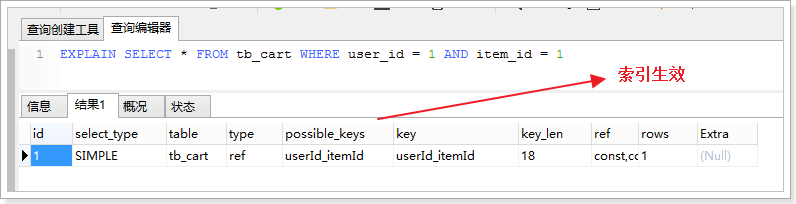 查询创建工具 查询编辑器
1 EXPLAIN SELECT * FROM tb_cart WHERE user_id = 1 AND item_id = 1
索引生效
信息 结果1 概况 状态
id select_type table type possible_keys key key_len ref rows Extra
1 SIMPLE tb_cart ref userId_itemId userId_itemId 18 const,cc 1 (Null)